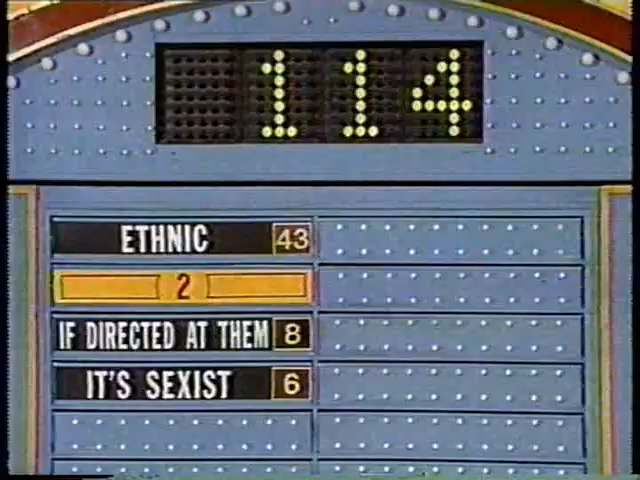 114
ETHNIC 43
2
IF DIRECTED AT THEM 8
IT'S SEXIST 6